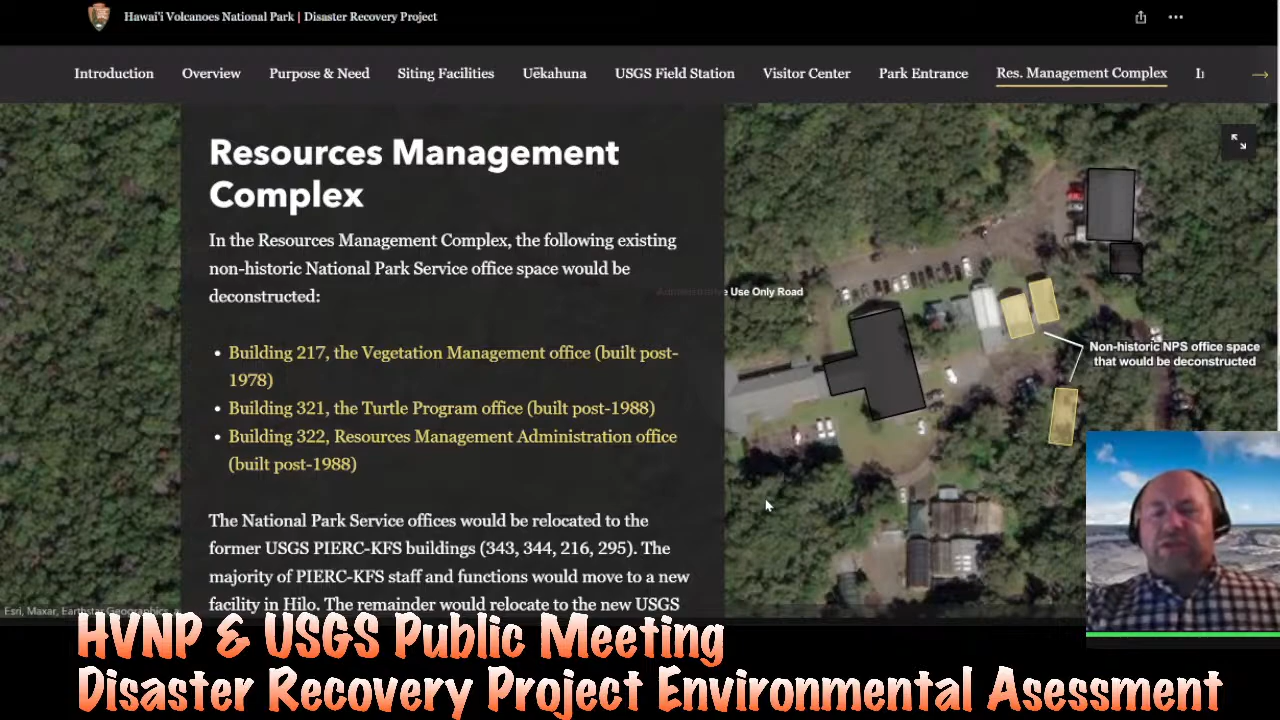 Hawai'i Volcanoes National Park | Disaster Recovery Project
Introduction Overview Purpose & Need Siting Facilities Uēkahuna USGS Field Station Visitor Center Park Entrance Res. Management Complex
Resources Management
Complex
In the Resources Management Complex, the following existing
non-historic National Park Service office space would be
deconstructed:
• Building 217, the Vegetation Management office (built post-
1978)
• Building 321, the Turtle Program office (built post-1988)
• Building 322, Resources Management Administration office
(built post-1988)
The National Park Service offices would be relocated to the
former USGS PIERC-KFS buildings (343, 344, 216, 295). The
majority of PIERC-KFS staff and functions would move to a new
facility in Hilo. The remainder would relocate to the new USGS
Administrative Use Only Road
Non-historic NPS office space
that would be deconstructed
Esri, Maxar, Earthstar Geographics,
HVNP & USGS Public Meeting
Disaster Recovery Project Environmental Asessment